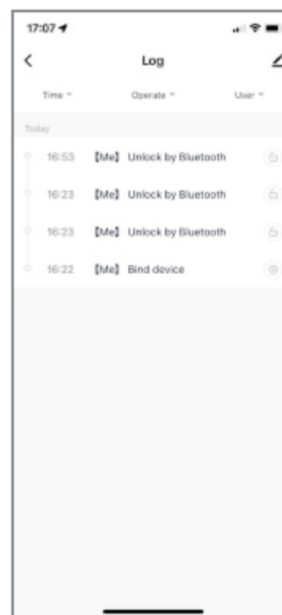 17:07
Log
Time Operate User
Today
16:53 【Me】 Unlock by Bluetooth
16:23 【Me】 Unlock by Bluetooth
16:23 【Me】 Unlock by Bluetooth
16:22 【Me】 Bind device